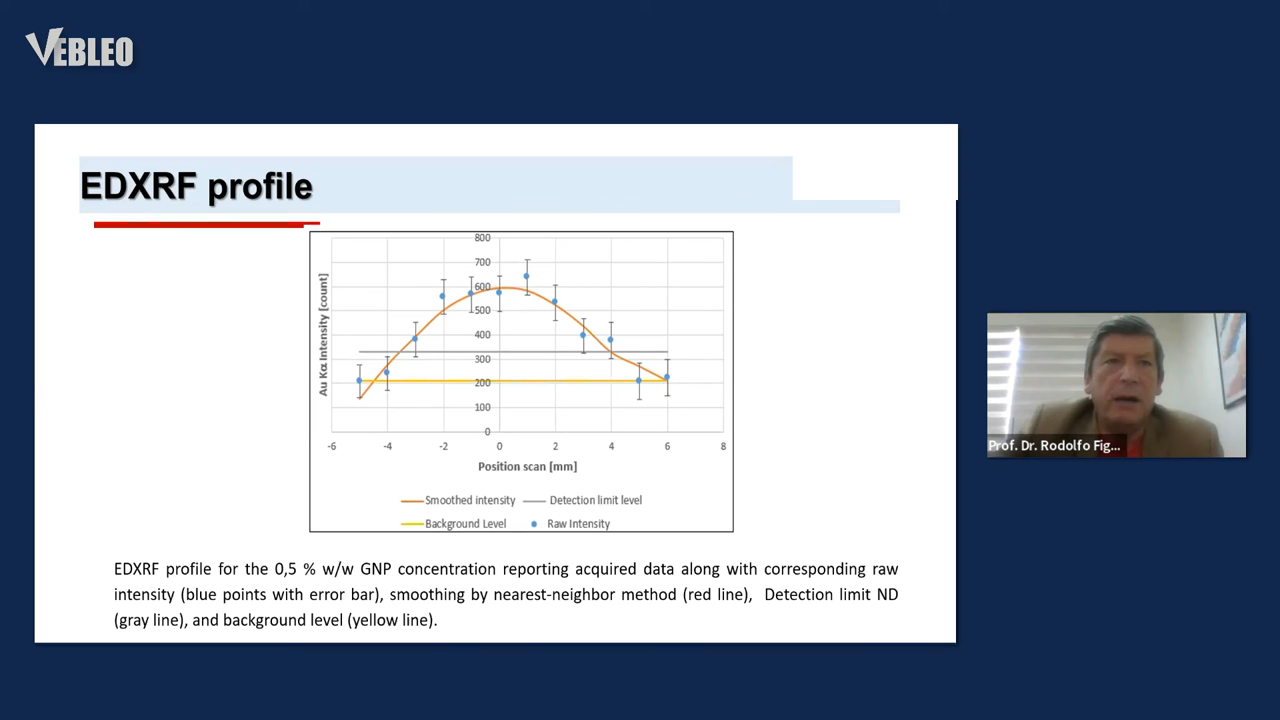 VEBLEO
EDXRF profile
800
700
600
500
400
300
200
100
0
Au Kα Intensity [count]
-6 -4 -2 0 2 4 6 8
Position scan [mm]
Smoothed intensity Detection limit level
Background Level Raw Intensity
EDXRF profile for the 0,5 % w/w GNP concentration reporting acquired data along with corresponding raw
intensity (blue points with error bar), smoothing by nearest-neighbor method (red line), Detection limit ND
(gray line), and background level (yellow line).
Prof. Dr. Rodolfo Fig...